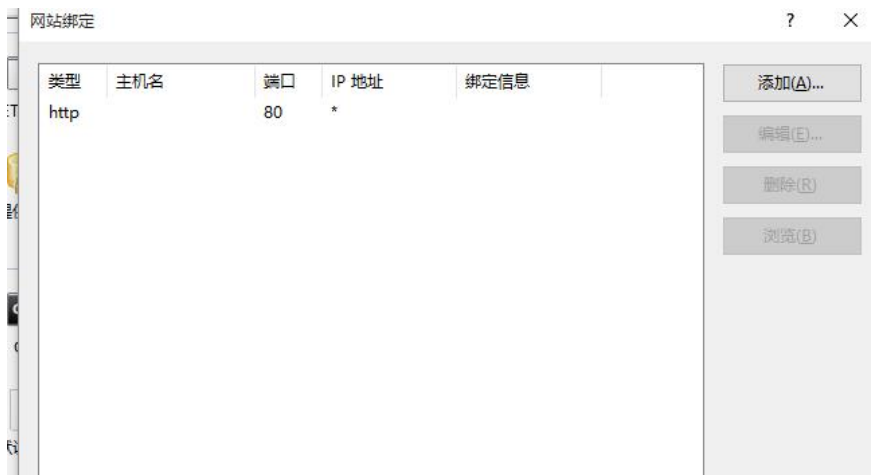 网站绑定
? ×
类型 主机名 端口 IP 地址 绑定信息
http 80 *
添加(A)...
编辑(E)...
删除(R)
浏览(B)